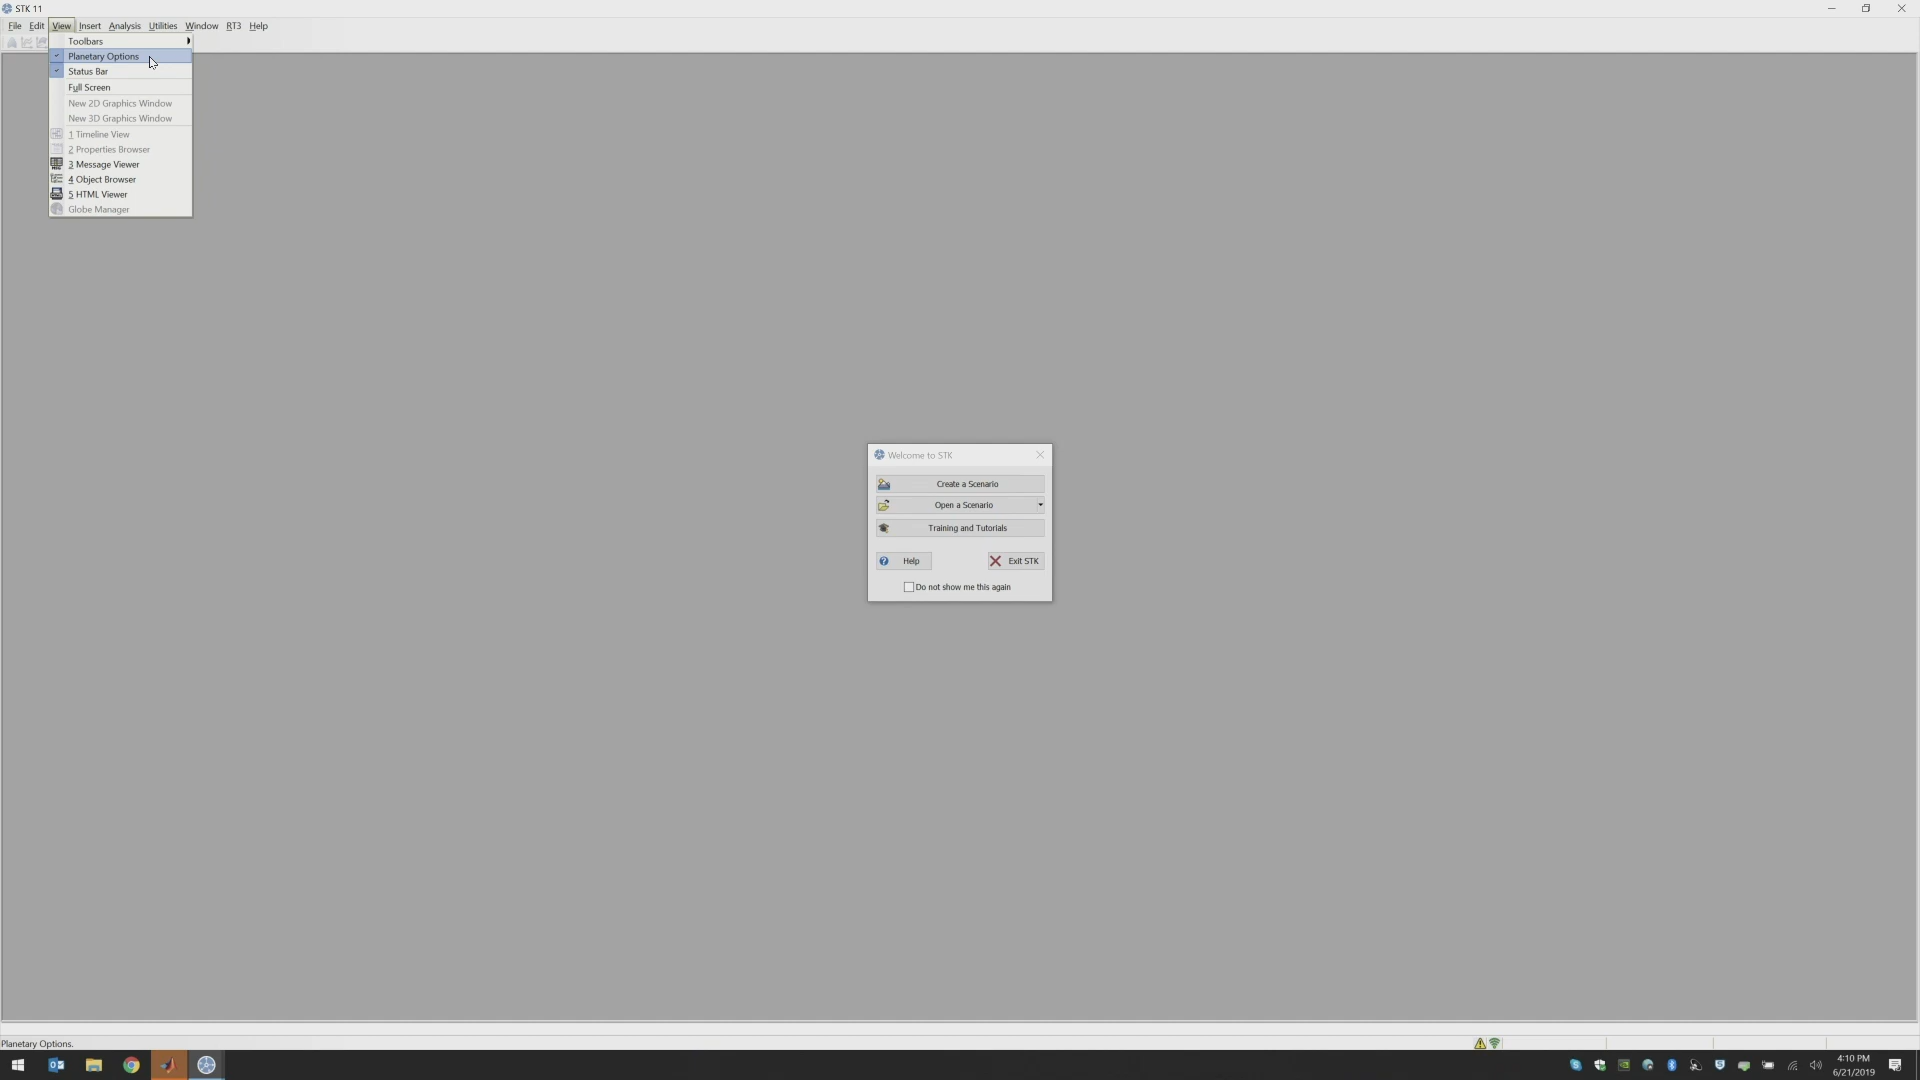 STK 11
File Edit View Insert Analysis Utilities Window RT3 Help
Toolbars
Planetary Options
Status Bar
Full Screen
New 2D Graphics Window
New 3D Graphics Window
1 Timeline View
2 Properties Browser
3 Message Viewer
4 Object Browser
5 HTML Viewer
Globe Manager
Welcome to STK
Create a Scenario
Open a Scenario
Training and Tutorials
Help Exit STK
Do not show me this again
Planetary Options.
4:10 PM
6/21/2019